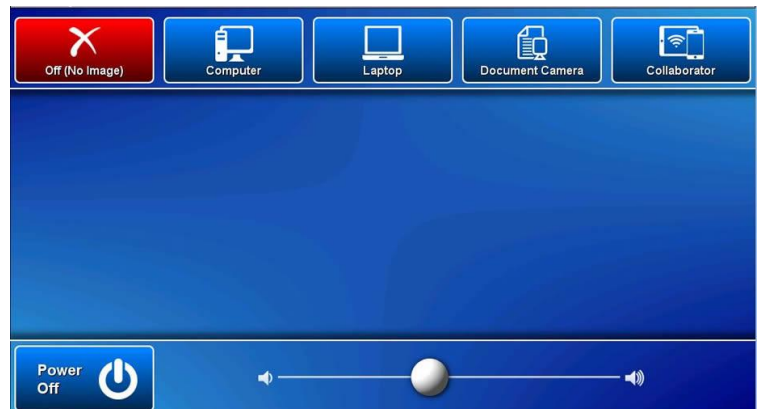 Off (No Image)
Computer
Laptop
Document Camera
Collaborator
Power
Off